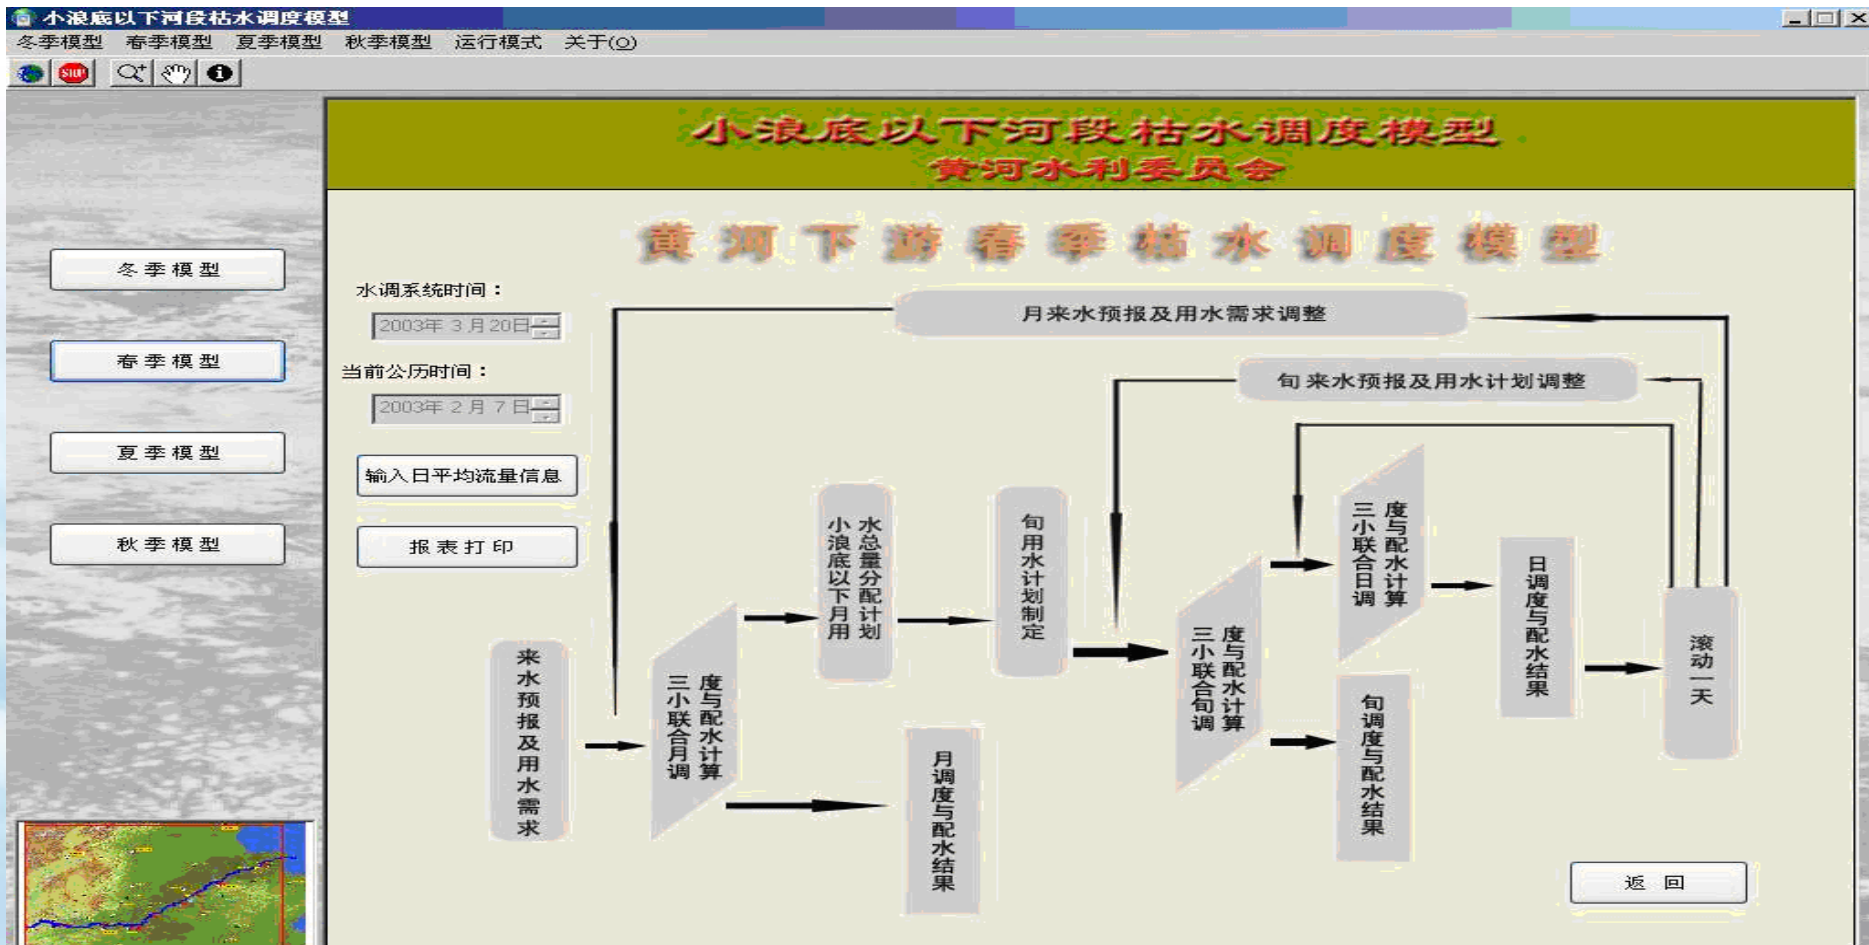 小浪底以下河段枯水调度模型
冬季模型 春季模型 夏季模型 秋季模型 运行模式 关于(O)
STOP
小浪底以下河段枯水调度模型
黄河水利委员会
黄河下游春季枯水调度模型
冬季模型
春季模型
夏季模型
秋季模型
水调系统时间：
2003年 3月20日
当前公历时间：
2003年 2月 7日
输入日平均流量信息
报表打印
月来水预报及用水需求调整
旬来水预报及用水计划调整
来水预报及用水需求
三小联合月调
度与配水计算
小浪底以下月用
水总量分配计划
月调度与配水结果
旬用水计划制定
三小联合旬调
度与配水计算
三小联合日调
度与配水计算
旬调度与配水结果
日调度与配水结果
滚动一天
返回